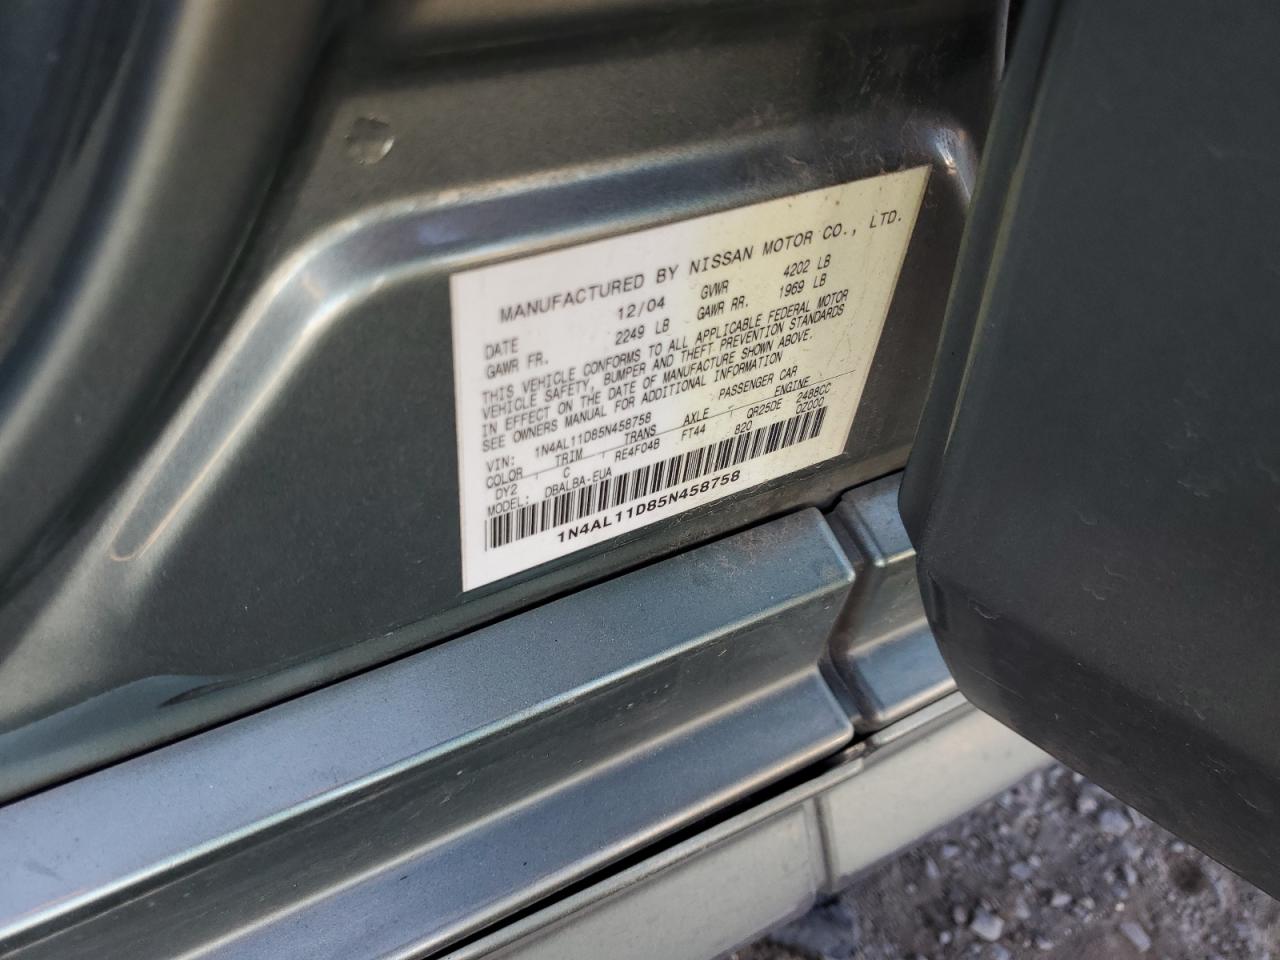 MANUFACTURED BY NISSAN MOTOR CO., LTD.
DATE 12/04 GVWR 4202 LB
GAWR FR. 2249 LB GAWR RR. 1969 LB
THIS VEHICLE CONFORMS TO ALL APPLICABLE FEDERAL MOTOR
VEHICLE SAFETY, BUMPER AND THEFT PREVENTION STANDARDS
IN EFFECT ON THE DATE OF MANUFACTURE SHOWN ABOVE.
SEE OWNERS MANUAL FOR ADDITIONAL INFORMATION
VIN: 1N4AL11D85N458758 PASSENGER CAR
COLOR TRIM TRANS AXLE ENGINE
DY2 C RE4F04B FT44 QR25DE 2488CC
MODEL: DBALBA-EUA 820 0Z000
1N4AL11D85N458758